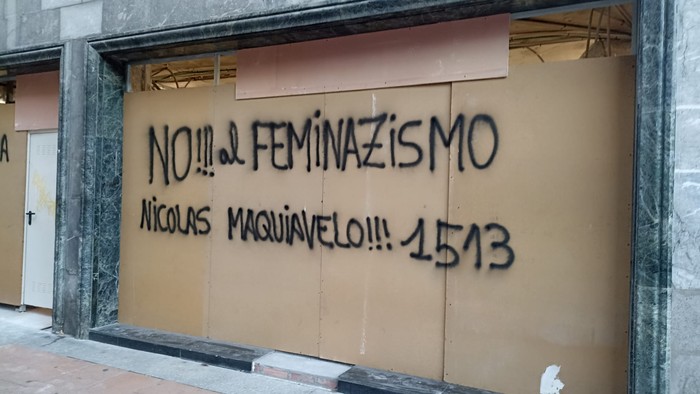 NO!!! al FEMiNAZiSMO
NiCOLAS MAQUiAVELO!!! 1513
A